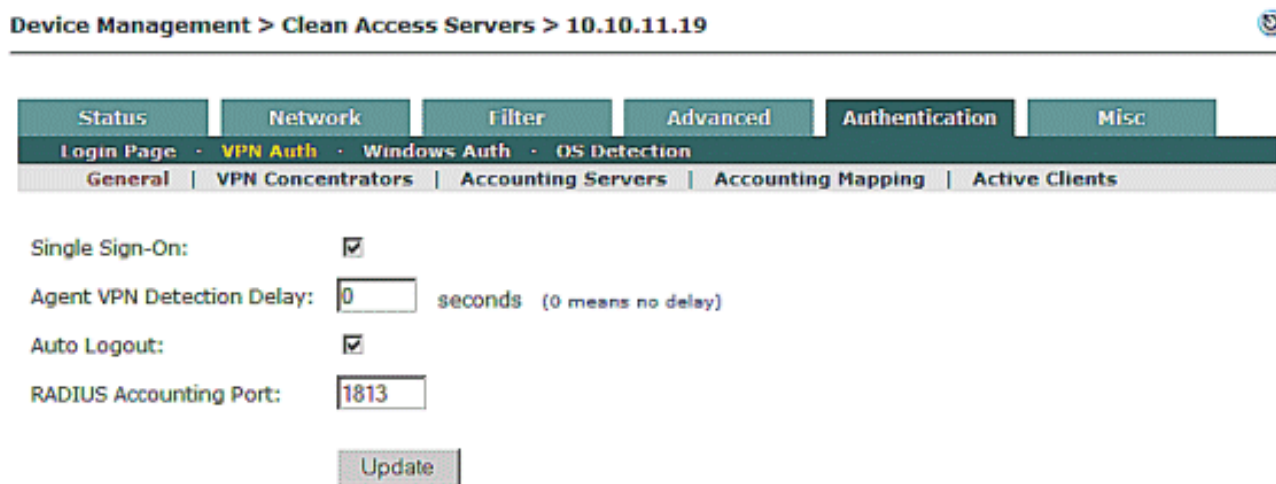 Device Management > Clean Access Servers > 10.10.11.19
Status Network Filter Advanced Authentication Misc
Login Page · VPN Auth · Windows Auth · OS Detection
General | VPN Concentrators | Accounting Servers | Accounting Mapping | Active Clients
Single Sign-On:
Agent VPN Detection Delay: 0 seconds (0 means no delay)
Auto Logout:
RADIUS Accounting Port: 1813
Update